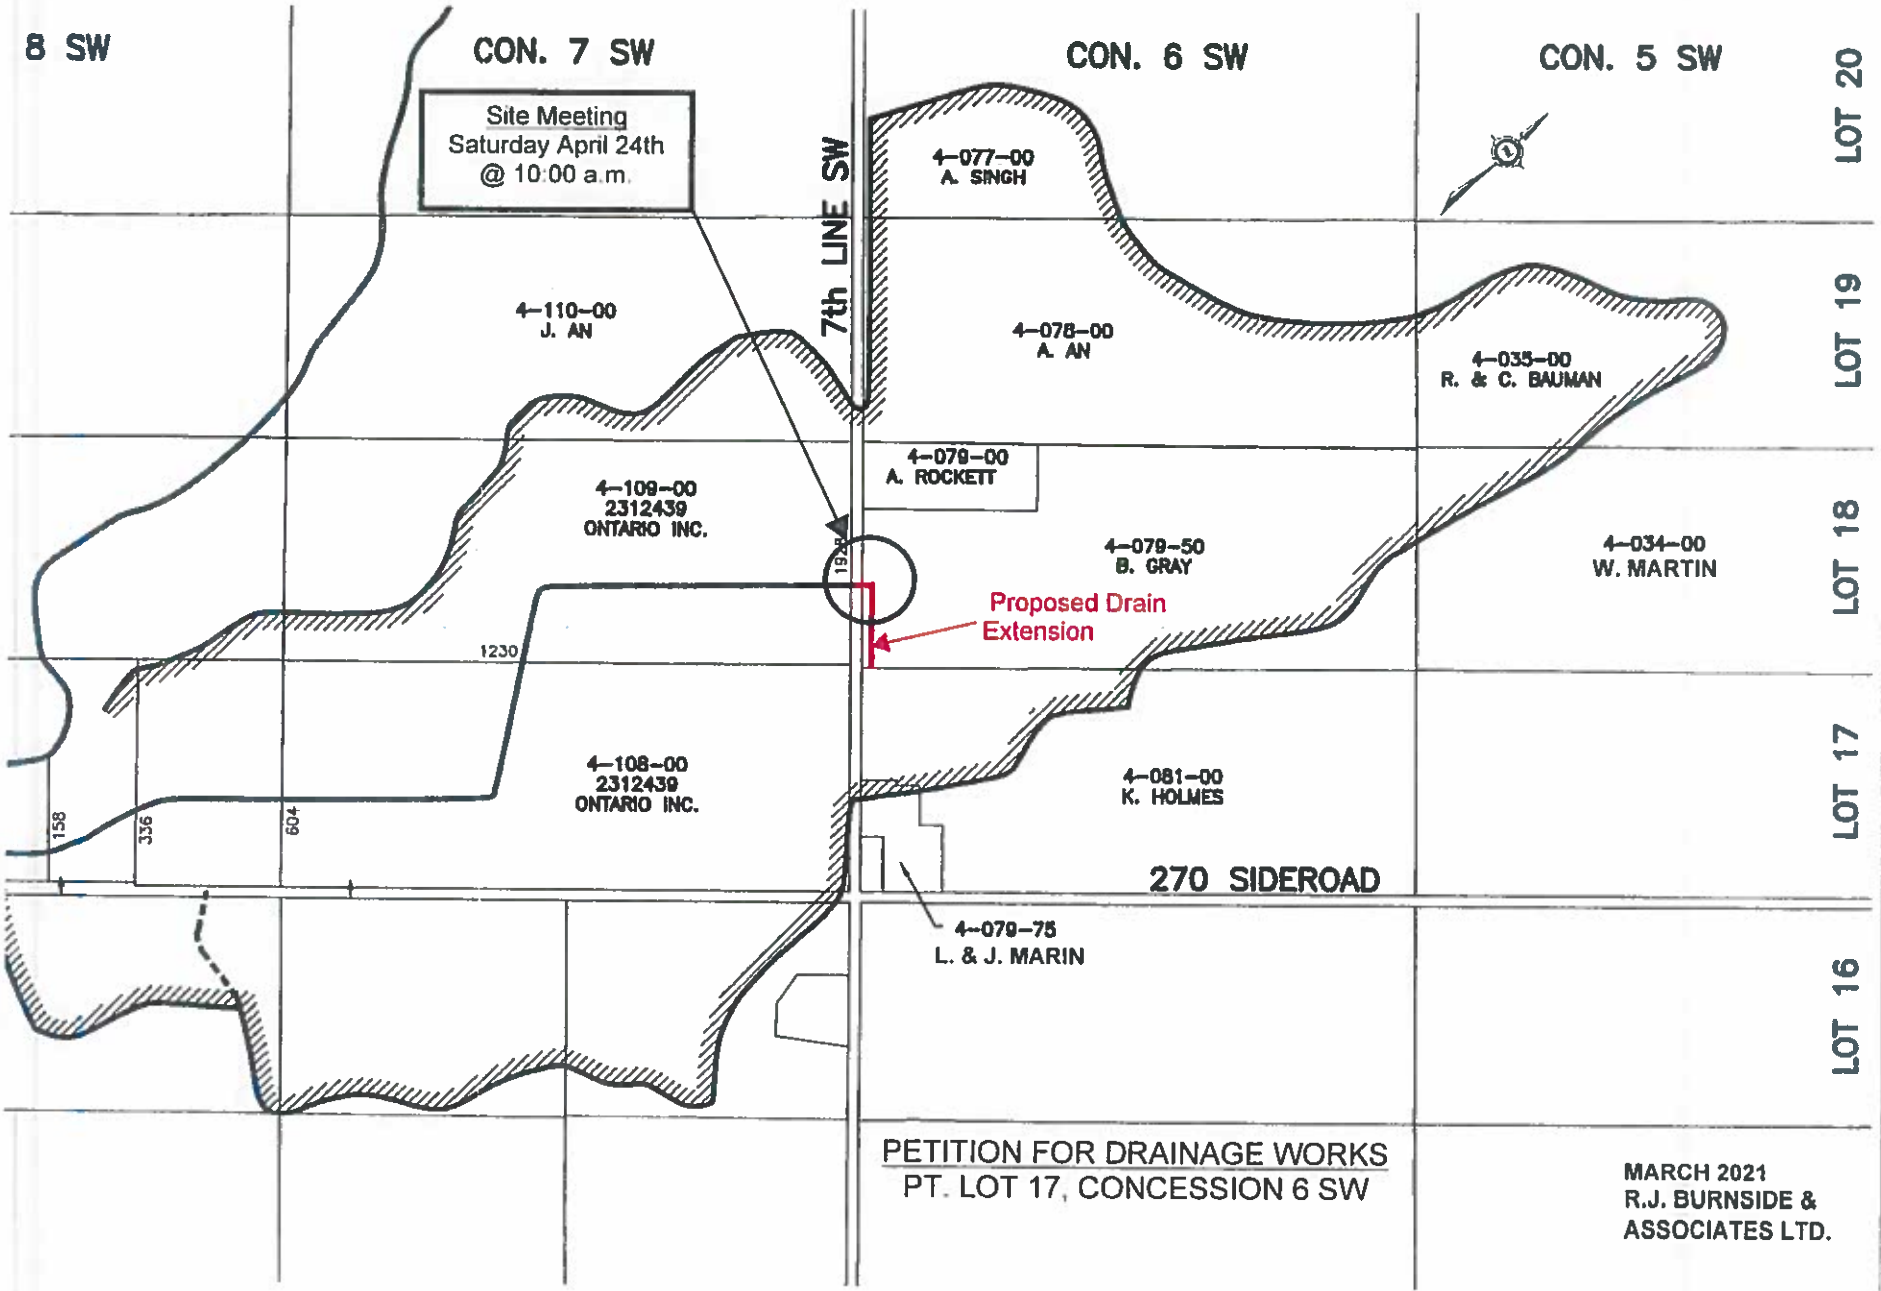 8 SW
CON. 7 SW
CON. 6 SW
CON. 5 SW
LOT 20
Site Meeting
Saturday April 24th
@ 10:00 a.m.
7th LINE SW
4-077-00
A. SINGH
LOT 19
4-110-00
J. AN
4-078-00
A. AN
4-035-00
R. & C. BAUMAN
4-079-00
A. ROCKETT
4-109-00
2312439
ONTARIO INC.
4-079-50
B. GRAY
4-034-00
W. MARTIN
LOT 18
Proposed Drain
Extension
1230
4-108-00
2312439
ONTARIO INC.
4-081-00
K. HOLMES
LOT 17
158
336
604
270 SIDEROAD
4-079-75
L. & J. MARIN
LOT 16
PETITION FOR DRAINAGE WORKS
PT. LOT 17, CONCESSION 6 SW
MARCH 2021
R.J. BURNSIDE &
ASSOCIATES LTD.